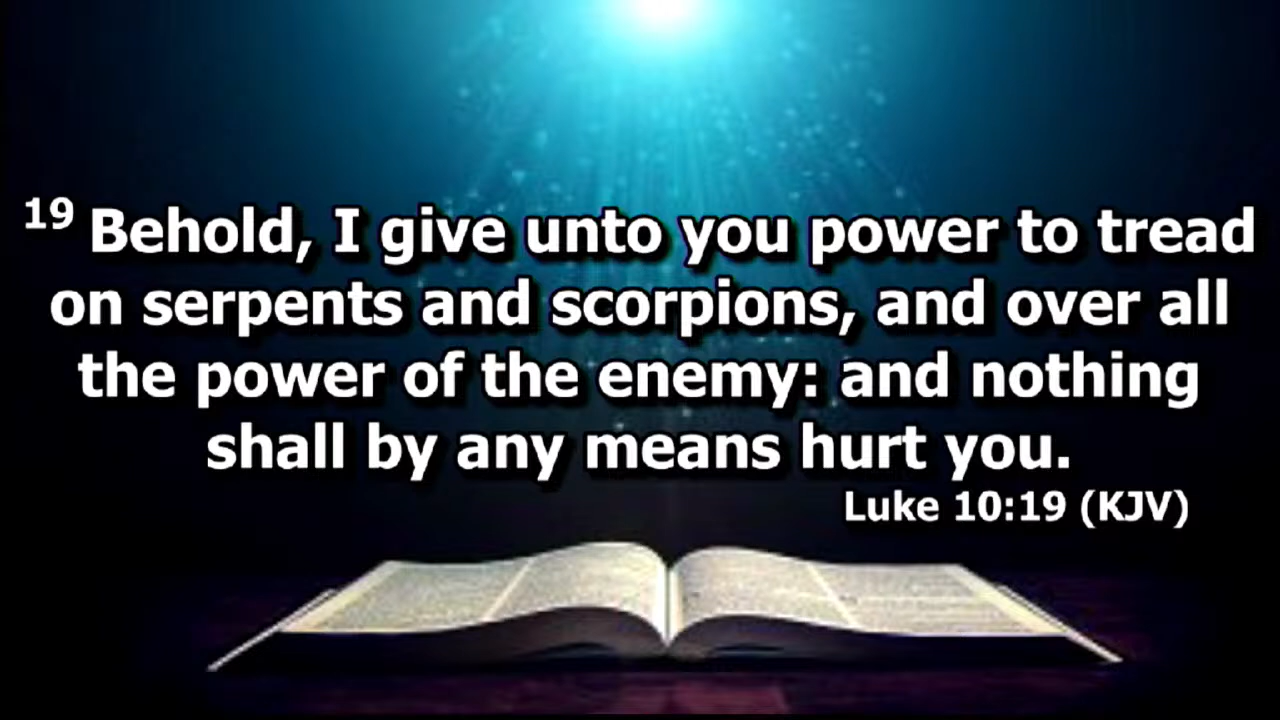 19 Behold, I give unto you power to tread
on serpents and scorpions, and over all
the power of the enemy: and nothing
shall by any means hurt you.
Luke 10:19 (KJV)